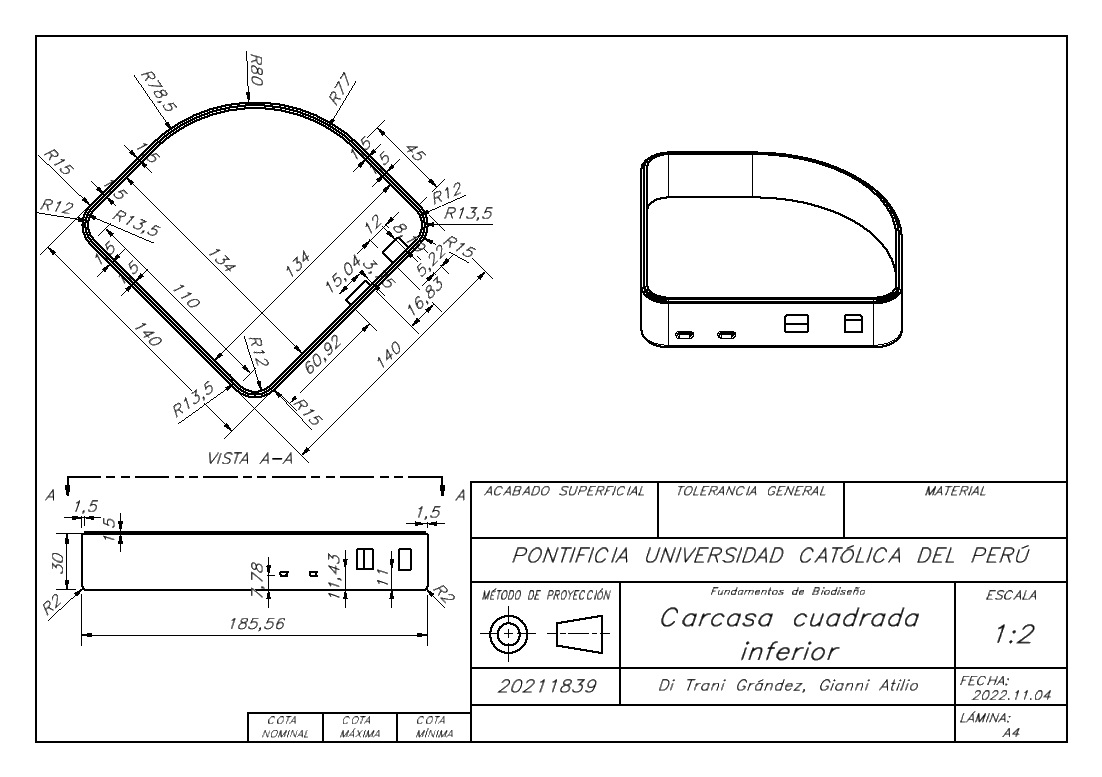 R80
R78,5
R77
1,5
1,5
1,5
45
R15
1,5
R12
R12
R13,5
R13,5
12
8
R15
134
134
5,22
15,04
3
1,5
1,5
110
16,83
140
R12
60,92
140
R13,5
R15
VISTA A-A
A
A
1,5
1,5
1,5
30
7,78
11,43
11
R2
R2
185,56
ACABADO SUPERFICIAL
TOLERANCIA GENERAL
MATERIAL
PONTIFICIA UNIVERSIDAD CATÓLICA DEL PERÚ
MÉTODO DE PROYECCIÓN
Fundamentos de Biodiseño
Carcasa cuadrada
inferior
ESCALA
1:2
20211839
Di Trani Grández, Gianni Atilio
FECHA:
2022.11.04
LÁMINA:
A4
COTA
NOMINAL
COTA
MÁXIMA
COTA
MÍNIMA